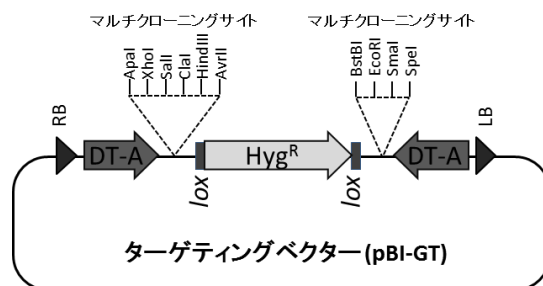 マルチクローニングサイト
マルチクローニングサイト
ApaI
XhoI
SalI
ClaI
HindIII
AvrII
BstBI
EcoRI
SmaI
SpeI
RB
DT-A
lox
Hyg^R
lox
DT-A
LB
ターゲティングベクター(pBI-GT)